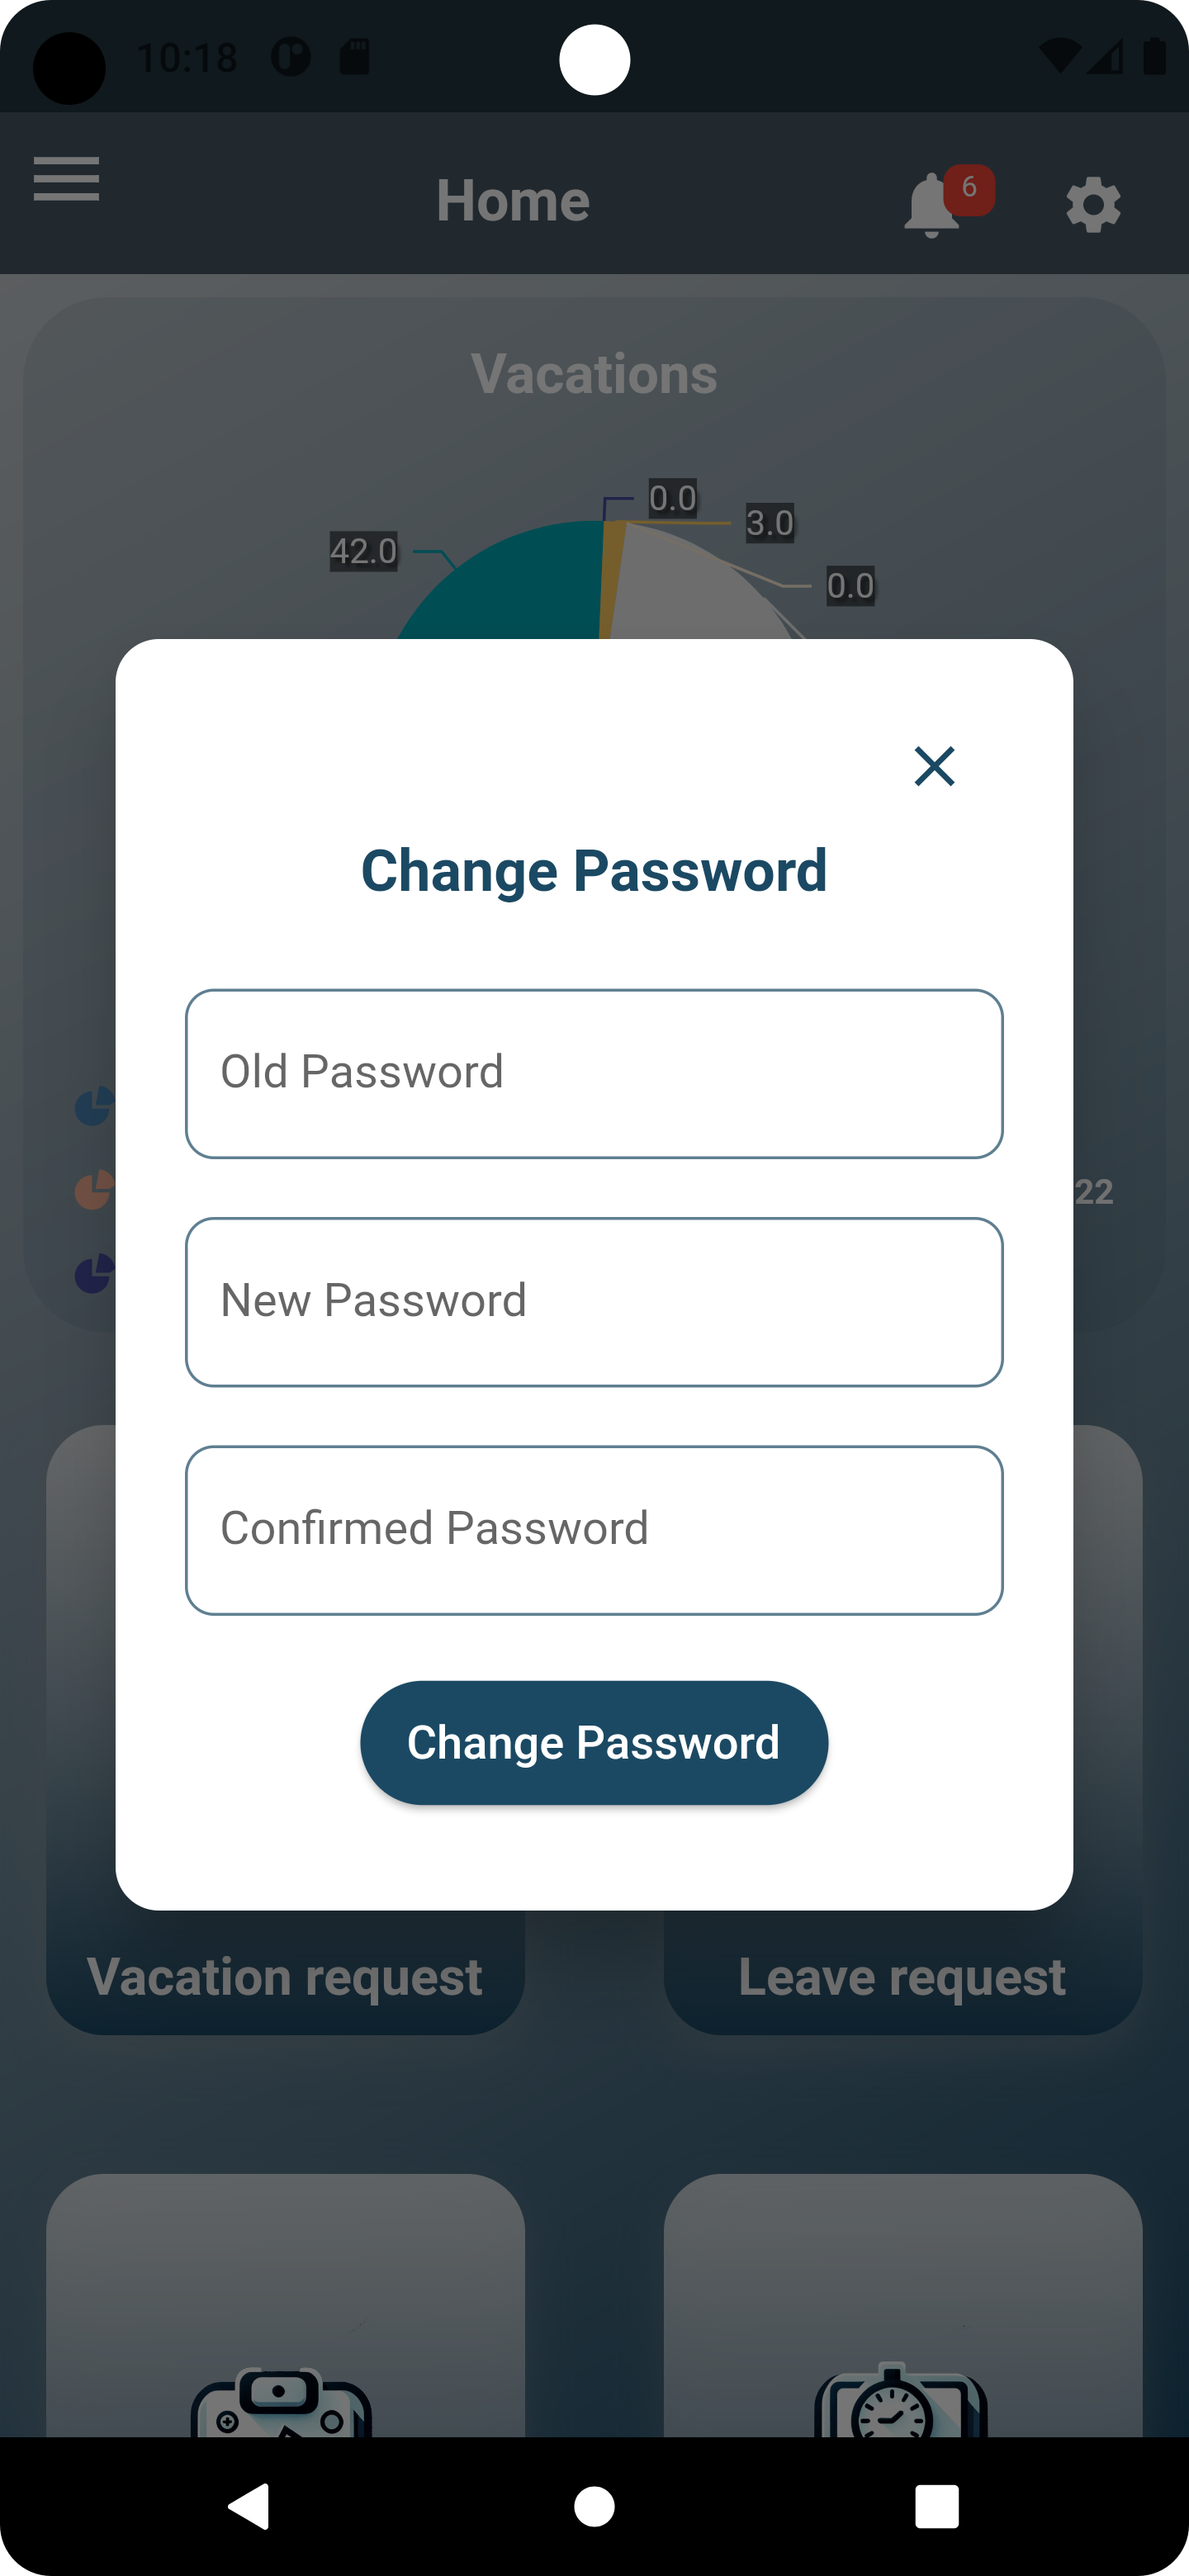 10:18
Home
6
Vacations
0.0
3.0
42.0
0.0
Change Password
Old Password
22
New Password
Confirmed Password
Change Password
Vacation request
Leave request